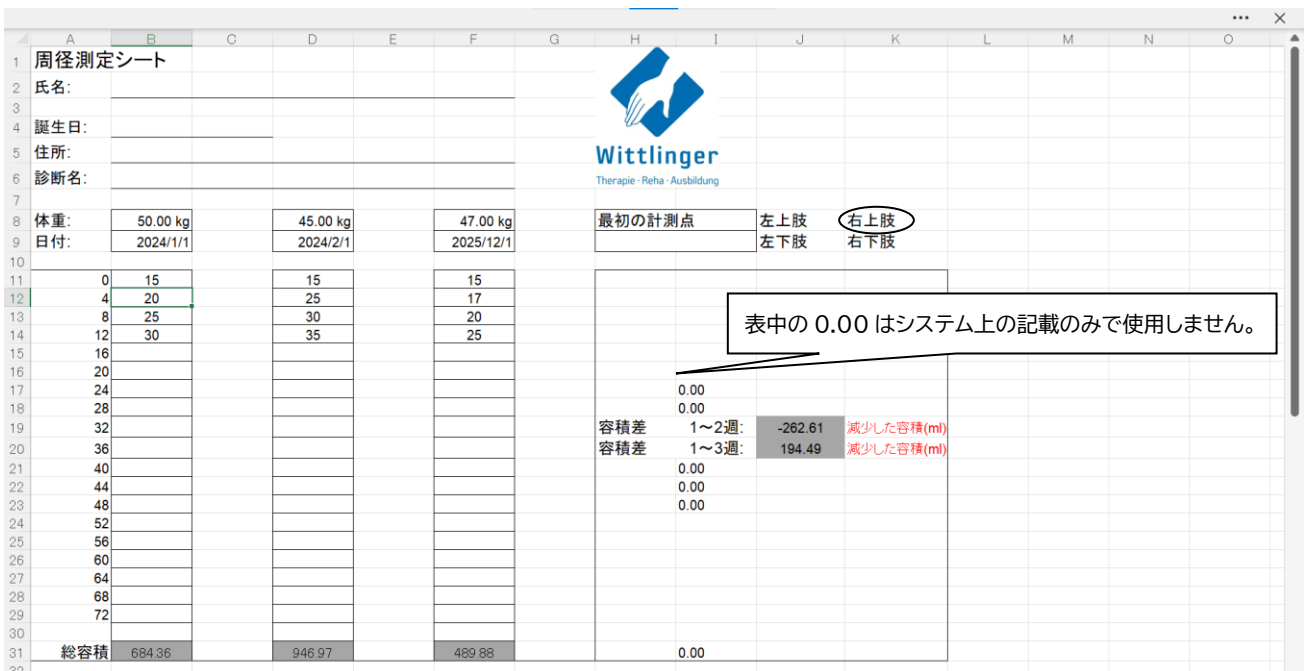 A B C D E F G H I J K L M N O
1 周径測定シート
2 氏名:
3
4 誕生日:
5 住所:
6 診断名:
Wittlinger
Therapie - Reha - Ausbildung
7
8 体重: 50.00 kg 45.00 kg 47.00 kg 最初の計測点 左上肢 右上肢
9 日付: 2024/1/1 2024/2/1 2025/12/1 左下肢 右下肢
10
11 0 15 15 15
12 4 20 25 17
13 8 25 30 20
表中の 0.00 はシステム上の記載のみで使用しません。
14 12 30 35 25
15 16
16 20
17 24 0.00
18 28 0.00
19 32 容積差 1～2週: -262.61 減少した容積(ml)
20 36 容積差 1～3週: 194.49 減少した容積(ml)
21 40 0.00
22 44 0.00
23 48 0.00
24 52
25 56
26 60
27 64
28 68
29 72
30
31 総容積 684.36 946.97 489.88 0.00